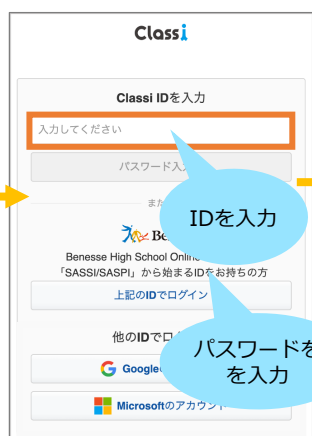 Classi
Classi IDを入力
入力してください
パスワード入
また
Be
IDを入力
Benesse High School Onlin
「SASSI/SASPI」から始まるIDをお持ちの方
上記のIDでログイン
他のIDでロ
パスワードを
を入力
Google
Microsoftのアカウント